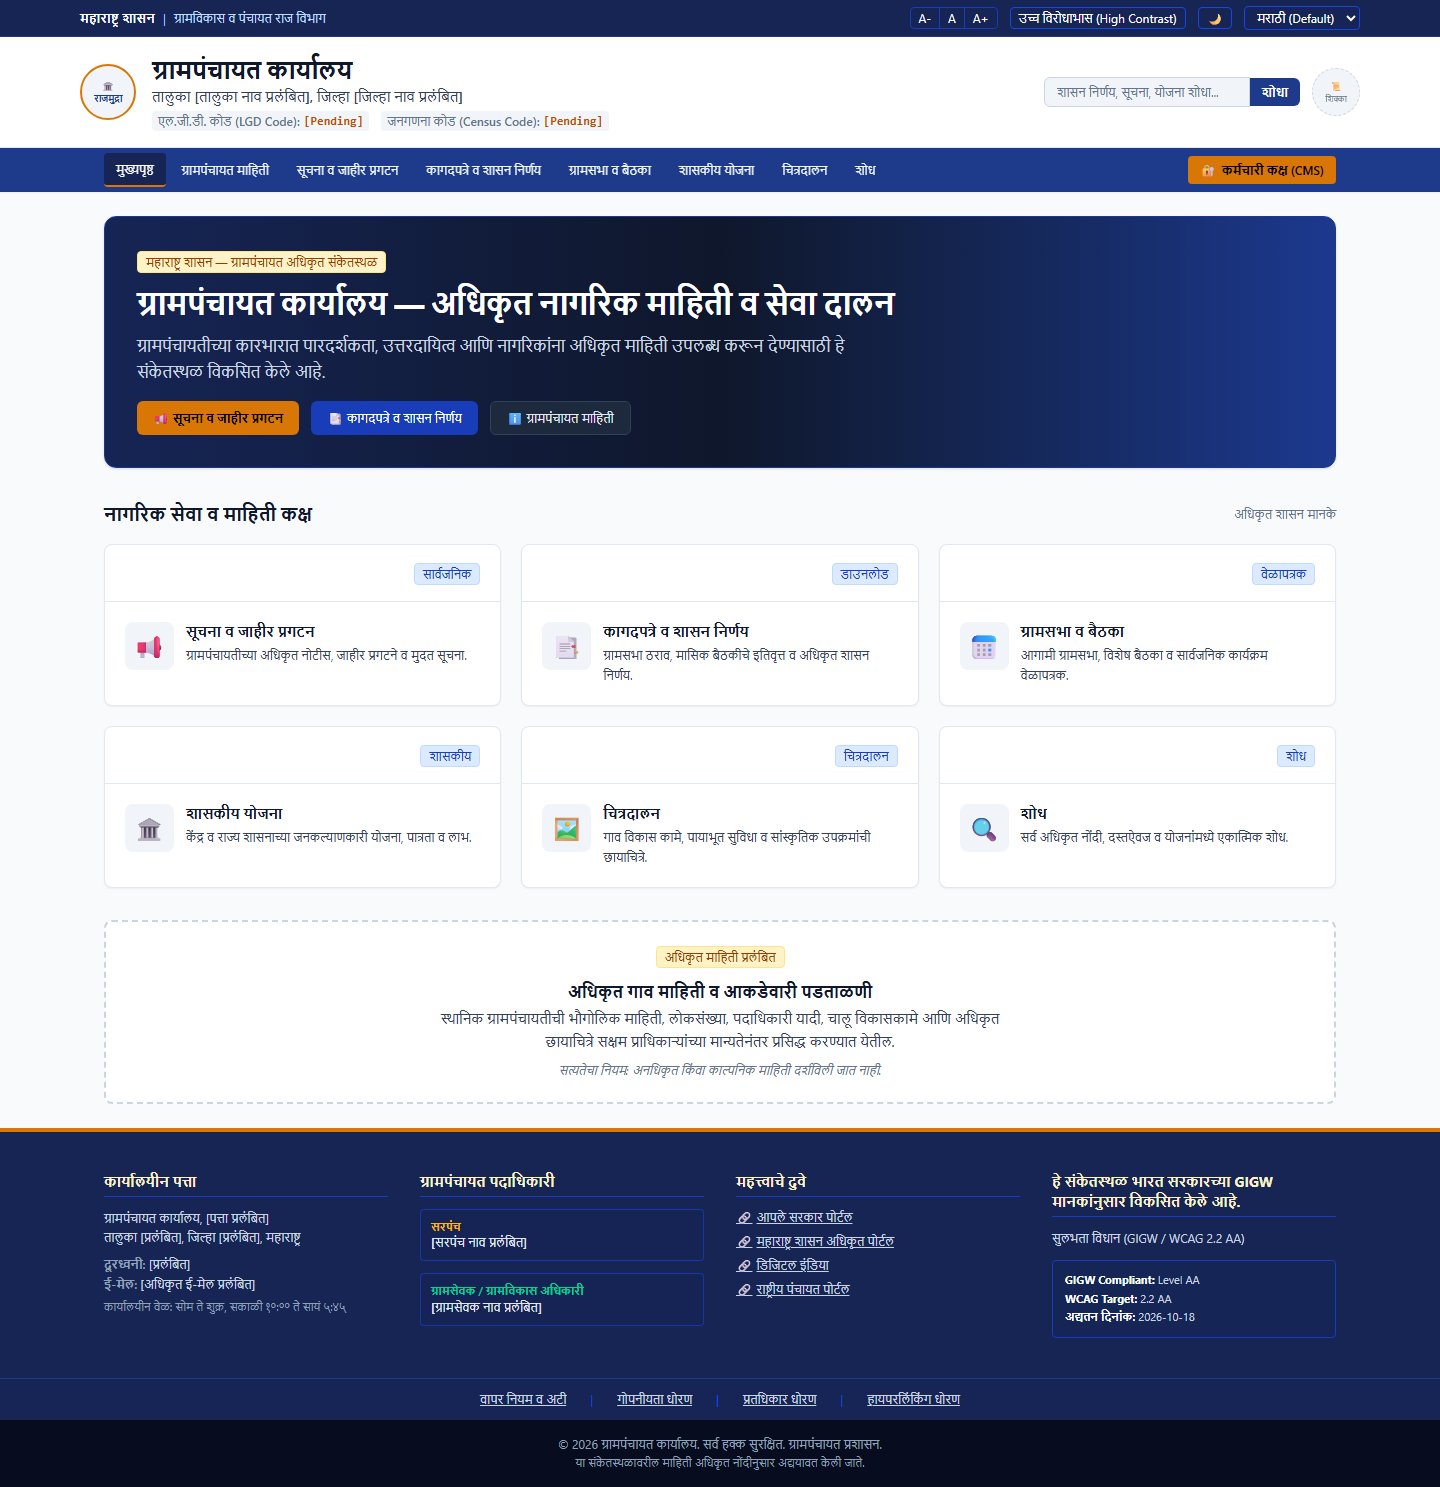 महाराष्ट्र शासन | ग्रामविकास व पंचायत राज विभाग
A- A A+ उच्च विरोधाभास (High Contrast) मराठी (Default)
राजमुद्रा
ग्रामपंचायत कार्यालय
तालुका [तालुका नाव प्रलंबित], जिल्हा [जिल्हा नाव प्रलंबित]
एल.जी.डी. कोड (LGD Code): [Pending] जनगणना कोड (Census Code): [Pending]
शासन निर्णय, सूचना, योजना शोधा... शोधा
शिक्का
मुख्यपृष्ठ ग्रामपंचायत माहिती सूचना व जाहीर प्रगटन कागदपत्रे व शासन निर्णय ग्रामसभा व बैठका शासकीय योजना चित्रदालन शोध कर्मचारी कक्ष (CMS)
महाराष्ट्र शासन — ग्रामपंचायत अधिकृत संकेतस्थळ
ग्रामपंचायत कार्यालय — अधिकृत नागरिक माहिती व सेवा दालन
ग्रामपंचायतीच्या कारभारात पारदर्शकता, उत्तरदायित्व आणि नागरिकांना अधिकृत माहिती उपलब्ध करून देण्यासाठी हे
संकेतस्थळ विकसित केले आहे.
सूचना व जाहीर प्रगटन कागदपत्रे व शासन निर्णय ग्रामपंचायत माहिती
नागरिक सेवा व माहिती कक्ष
अधिकृत शासन मानके
सार्वजनिक
सूचना व जाहीर प्रगटन
ग्रामपंचायतीच्या अधिकृत नोटीस, जाहीर प्रगटने व मुदत सूचना.
डाउनलोड
कागदपत्रे व शासन निर्णय
ग्रामसभा ठराव, मासिक बैठकीचे इतिवृत्त व अधिकृत शासन
निर्णय.
वेळापत्रक
ग्रामसभा व बैठका
आगामी ग्रामसभा, विशेष बैठका व सार्वजनिक कार्यक्रम
वेळापत्रक.
शासकीय
शासकीय योजना
केंद्र व राज्य शासनाच्या जनकल्याणकारी योजना, पात्रता व लाभ.
चित्रदालन
चित्रदालन
गाव विकास कामे, पायाभूत सुविधा व सांस्कृतिक उपक्रमांची
छायाचित्रे.
शोध
शोध
सर्व अधिकृत नोंदी, दस्तऐवज व योजनांमध्ये एकात्मिक शोध.
अधिकृत माहिती प्रलंबित
अधिकृत गाव माहिती व आकडेवारी पडताळणी
स्थानिक ग्रामपंचायतीची भौगोलिक माहिती, लोकसंख्या, पदाधिकारी यादी, चालू विकासकामे आणि अधिकृत
छायाचित्रे सक्षम प्राधिकाऱ्यांच्या मान्यतेनंतर प्रसिद्ध करण्यात येतील.
सत्यतेचा नियम: अनधिकृत किंवा काल्पनिक माहिती दर्शविली जात नाही.
कार्यालयीन पत्ता
ग्रामपंचायत कार्यालय, [पत्ता प्रलंबित]
तालुका [प्रलंबित], जिल्हा [प्रलंबित], महाराष्ट्र
दूरध्वनी: [प्रलंबित]
ई-मेल: [अधिकृत ई-मेल प्रलंबित]
कार्यालयीन वेळ: सोम ते शुक्र, सकाळी १०:०० ते सायं ५:४५
ग्रामपंचायत पदाधिकारी
सरपंच
[सरपंच नाव प्रलंबित]
ग्रामसेवक / ग्रामविकास अधिकारी
[ग्रामसेवक नाव प्रलंबित]
महत्त्वाचे दुवे
आपले सरकार पोर्टल
महाराष्ट्र शासन अधिकृत पोर्टल
डिजिटल इंडिया
राष्ट्रीय पंचायत पोर्टल
हे संकेतस्थळ भारत सरकारच्या GIGW
मानकांनुसार विकसित केले आहे.
सुलभता विधान (GIGW / WCAG 2.2 AA)
GIGW Compliant: Level AA
WCAG Target: 2.2 AA
अद्यतन दिनांक: 2026-10-18
वापर नियम व अटी | गोपनीयता धोरण | प्रतधिकार धोरण | हायपरलिंकिंग धोरण
© 2026 ग्रामपंचायत कार्यालय. सर्व हक्क सुरक्षित. ग्रामपंचायत प्रशासन.
या संकेतस्थळावरील माहिती अधिकृत नोंदीनुसार अद्ययावत केली जाते.